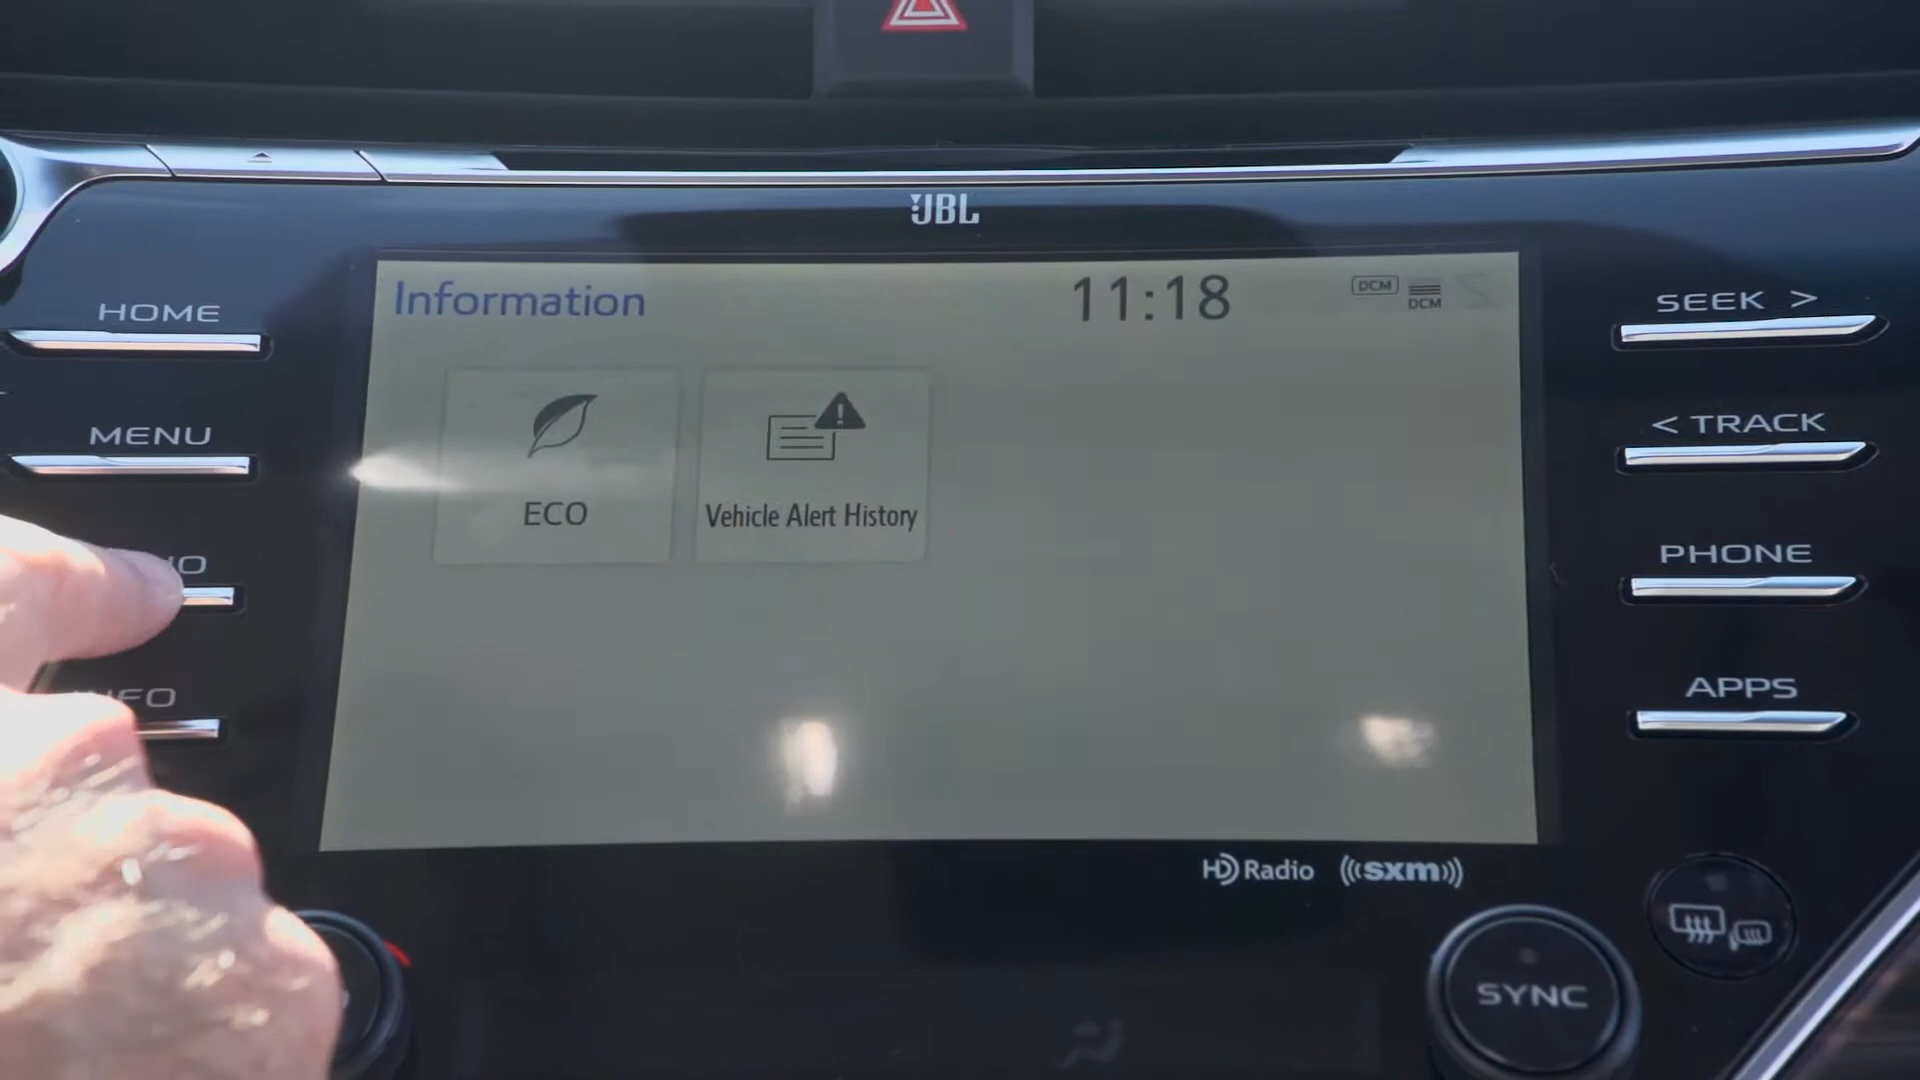 JBL
Information
11:18
DCM
DCM
HOME
MENU
ECO
Vehicle Alert History
SEEK >
< TRACK
PHONE
APPS
HD Radio
((sxm))
SYNC